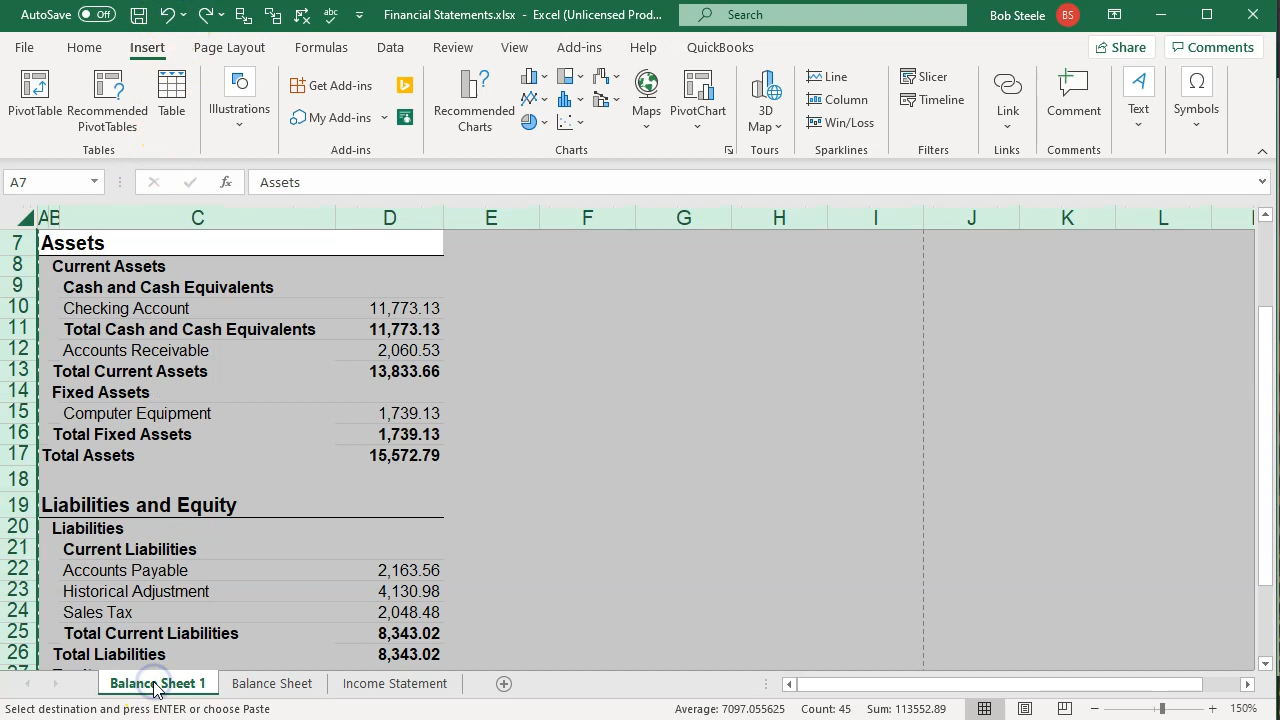 AutoSave Off Financial Statements.xlsx - Excel (Unlicensed Prod... Search Bob Steele BS
File Home Insert Page Layout Formulas Data Review View Add-ins Help QuickBooks Share Comments
PivotTable Recommended PivotTables Table Illustrations Get Add-ins My Add-ins Recommended Charts Maps PivotChart 3D Map Line Column Win/Loss Slicer Timeline Link Comment Text Symbols
Tables Add-ins Charts Tours Sparklines Filters Links Comments
A7 fx Assets
A B C D E F G H I J K L
7 Assets
8 Current Assets
9 Cash and Cash Equivalents
10 Checking Account 11,773.13
11 Total Cash and Cash Equivalents 11,773.13
12 Accounts Receivable 2,060.53
13 Total Current Assets 13,833.66
14 Fixed Assets
15 Computer Equipment 1,739.13
16 Total Fixed Assets 1,739.13
17 Total Assets 15,572.79
18
19 Liabilities and Equity
20 Liabilities
21 Current Liabilities
22 Accounts Payable 2,163.56
23 Historical Adjustment 4,130.98
24 Sales Tax 2,048.48
25 Total Current Liabilities 8,343.02
26 Total Liabilities 8,343.02
Balance Sheet 1 Balance Sheet Income Statement
Select destination and press ENTER or choose Paste Average: 7097.055625 Count: 45 Sum: 113552.89 150%